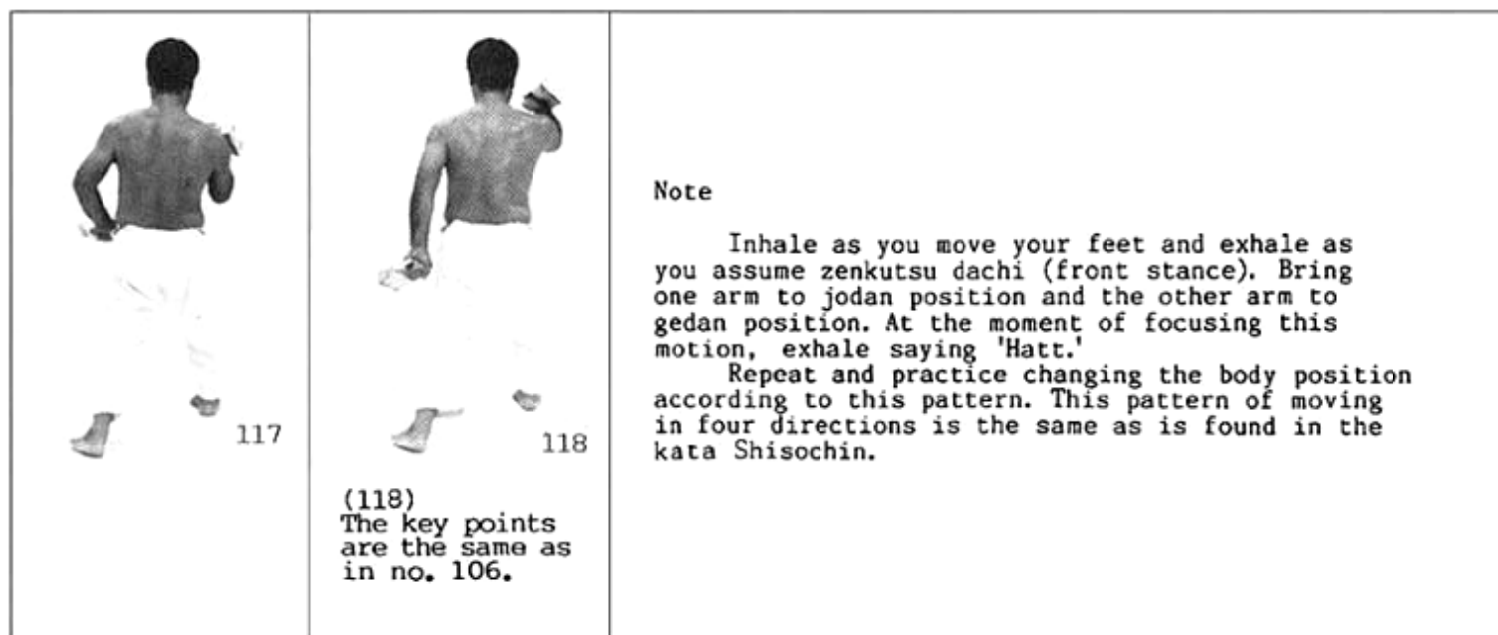 117
118
(118)
The key points
are the same as
in no. 106.
Note
Inhale as you move your feet and exhale as
you assume zenkutsu dachi (front stance). Bring
one arm to jodan position and the other arm to
gedan position. At the moment of focusing this
motion, exhale saying 'Hatt.'
Repeat and practice changing the body position
according to this pattern. This pattern of moving
in four directions is the same as is found in the
kata Shisochin.